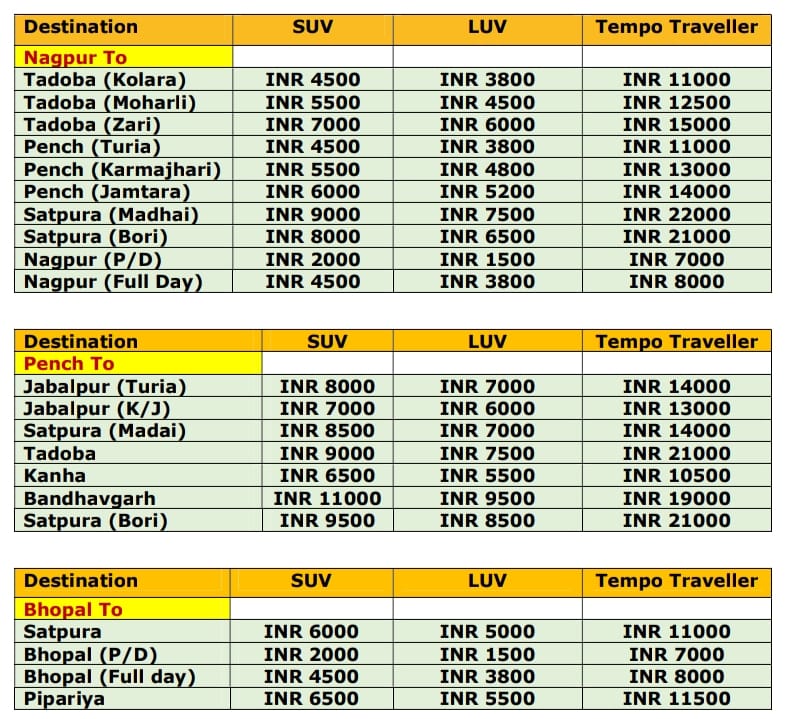 Destination SUV LUV Tempo Traveller
Nagpur To
Tadoba (Kolara) INR 4500 INR 3800 INR 11000
Tadoba (Moharli) INR 5500 INR 4500 INR 12500
Tadoba (Zari) INR 7000 INR 6000 INR 15000
Pench (Turia) INR 4500 INR 3800 INR 11000
Pench (Karmajhari) INR 5500 INR 4800 INR 13000
Pench (Jamtara) INR 6000 INR 5200 INR 14000
Satpura (Madhai) INR 9000 INR 7500 INR 22000
Satpura (Bori) INR 8000 INR 6500 INR 21000
Nagpur (P/D) INR 2000 INR 1500 INR 7000
Nagpur (Full Day) INR 4500 INR 3800 INR 8000
Destination SUV LUV Tempo Traveller
Pench To
Jabalpur (Turia) INR 8000 INR 7000 INR 14000
Jabalpur (K/J) INR 7000 INR 6000 INR 13000
Satpura (Madai) INR 8500 INR 7000 INR 14000
Tadoba INR 9000 INR 7500 INR 21000
Kanha INR 6500 INR 5500 INR 10500
Bandhavgarh INR 11000 INR 9500 INR 19000
Satpura (Bori) INR 9500 INR 8500 INR 21000
Destination SUV LUV Tempo Traveller
Bhopal To
Satpura INR 6000 INR 5000 INR 11000
Bhopal (P/D) INR 2000 INR 1500 INR 7000
Bhopal (Full day) INR 4500 INR 3800 INR 8000
Pipariya INR 6500 INR 5500 INR 11500